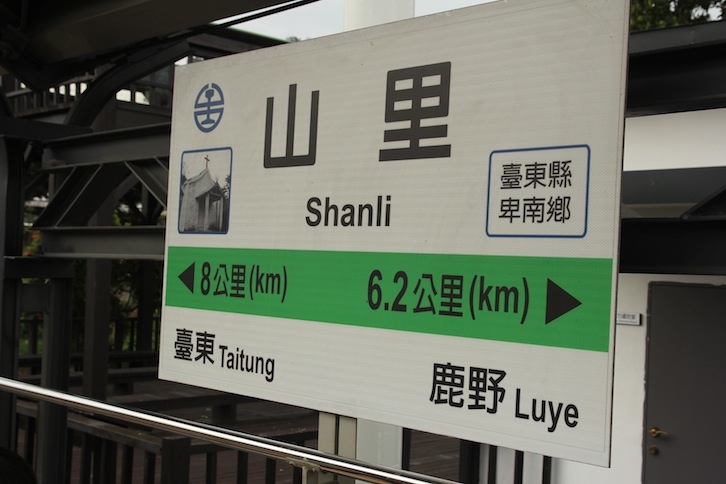 山里
Shanli
臺東縣
卑南鄉
◀ 8公里(km)
6.2公里(km) ▶
臺東 Taitung
鹿野 Luye